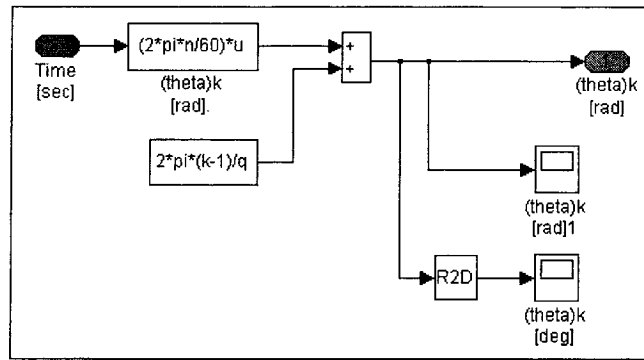 (2*pi*n/60)*u
+
+
Time
[sec]
(theta)k
[rad].
(theta)k
[rad]
2*pi*(k-1)/q
(theta)k
[rad]1
R2D
(theta)k
[deg]